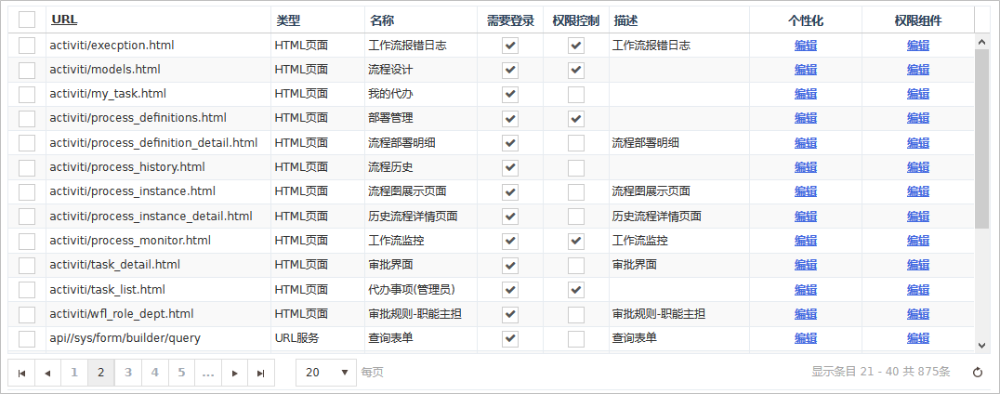 URL 类型 名称 需要登录 权限控制 描述 个性化 权限组件
activiti/execption.html HTML页面 工作流报错日志 工作流报错日志 编辑 编辑
activiti/models.html HTML页面 流程设计 编辑 编辑
activiti/my_task.html HTML页面 我的代办 编辑 编辑
activiti/process_definitions.html HTML页面 部署管理 编辑 编辑
activiti/process_definition_detail.html HTML页面 流程部署明细 流程部署明细 编辑 编辑
activiti/process_history.html HTML页面 流程历史 编辑 编辑
activiti/process_instance.html HTML页面 流程图展示页面 流程图展示页面 编辑 编辑
activiti/process_instance_detail.html HTML页面 历史流程详情页面 历史流程详情页面 编辑 编辑
activiti/process_monitor.html HTML页面 工作流监控 工作流监控 编辑 编辑
activiti/task_detail.html HTML页面 审批界面 审批界面 编辑 编辑
activiti/task_list.html HTML页面 代办事项(管理员) 编辑 编辑
activiti/wfl_role_dept.html HTML页面 审批规则-职能主担 审批规则-职能主担 编辑 编辑
api//sys/form/builder/query URL服务 查询表单 查询表单 编辑 编辑
1 2 3 4 5 ... 20 每页 显示条目 21 - 40 共 875条